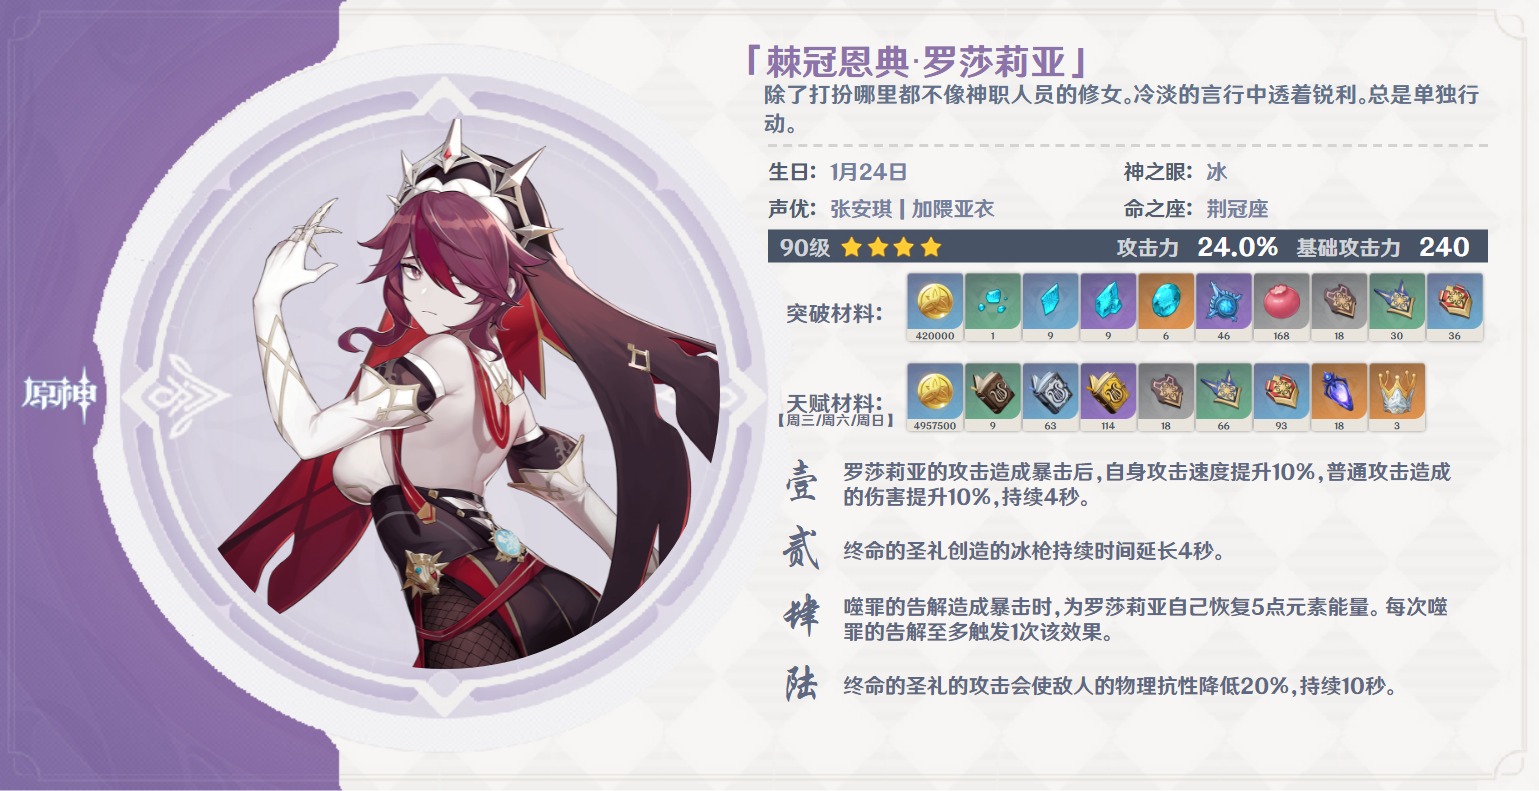 「棘冠恩典·罗莎莉亚」
除了打扮哪里都不像神职人员的修女。冷淡的言行中透着锐利。总是单独行
动。
生日：1月24日
神之眼：冰
声优：张安琪 | 加隈亚衣
命之座：荆冠座
90级
攻击力 24.0% 基础攻击力 240
突破材料：
420000 1 9 9 6 46 168 18 30 36
天赋材料：
【周三/周六/周日】
4957500 9 63 114 18 66 93 18 3
原神
壹
罗莎莉亚的攻击造成暴击后,自身攻击速度提升10%,普通攻击造成
的伤害提升10%,持续4秒。
贰
终命的圣礼创造的冰枪持续时间延长4秒。
肆
噬罪的告解造成暴击时,为罗莎莉亚自己恢复5点元素能量。每次噬
罪的告解至多触发1次该效果。
陆
终命的圣礼的攻击会使敌人的物理抗性降低20%,持续10秒。